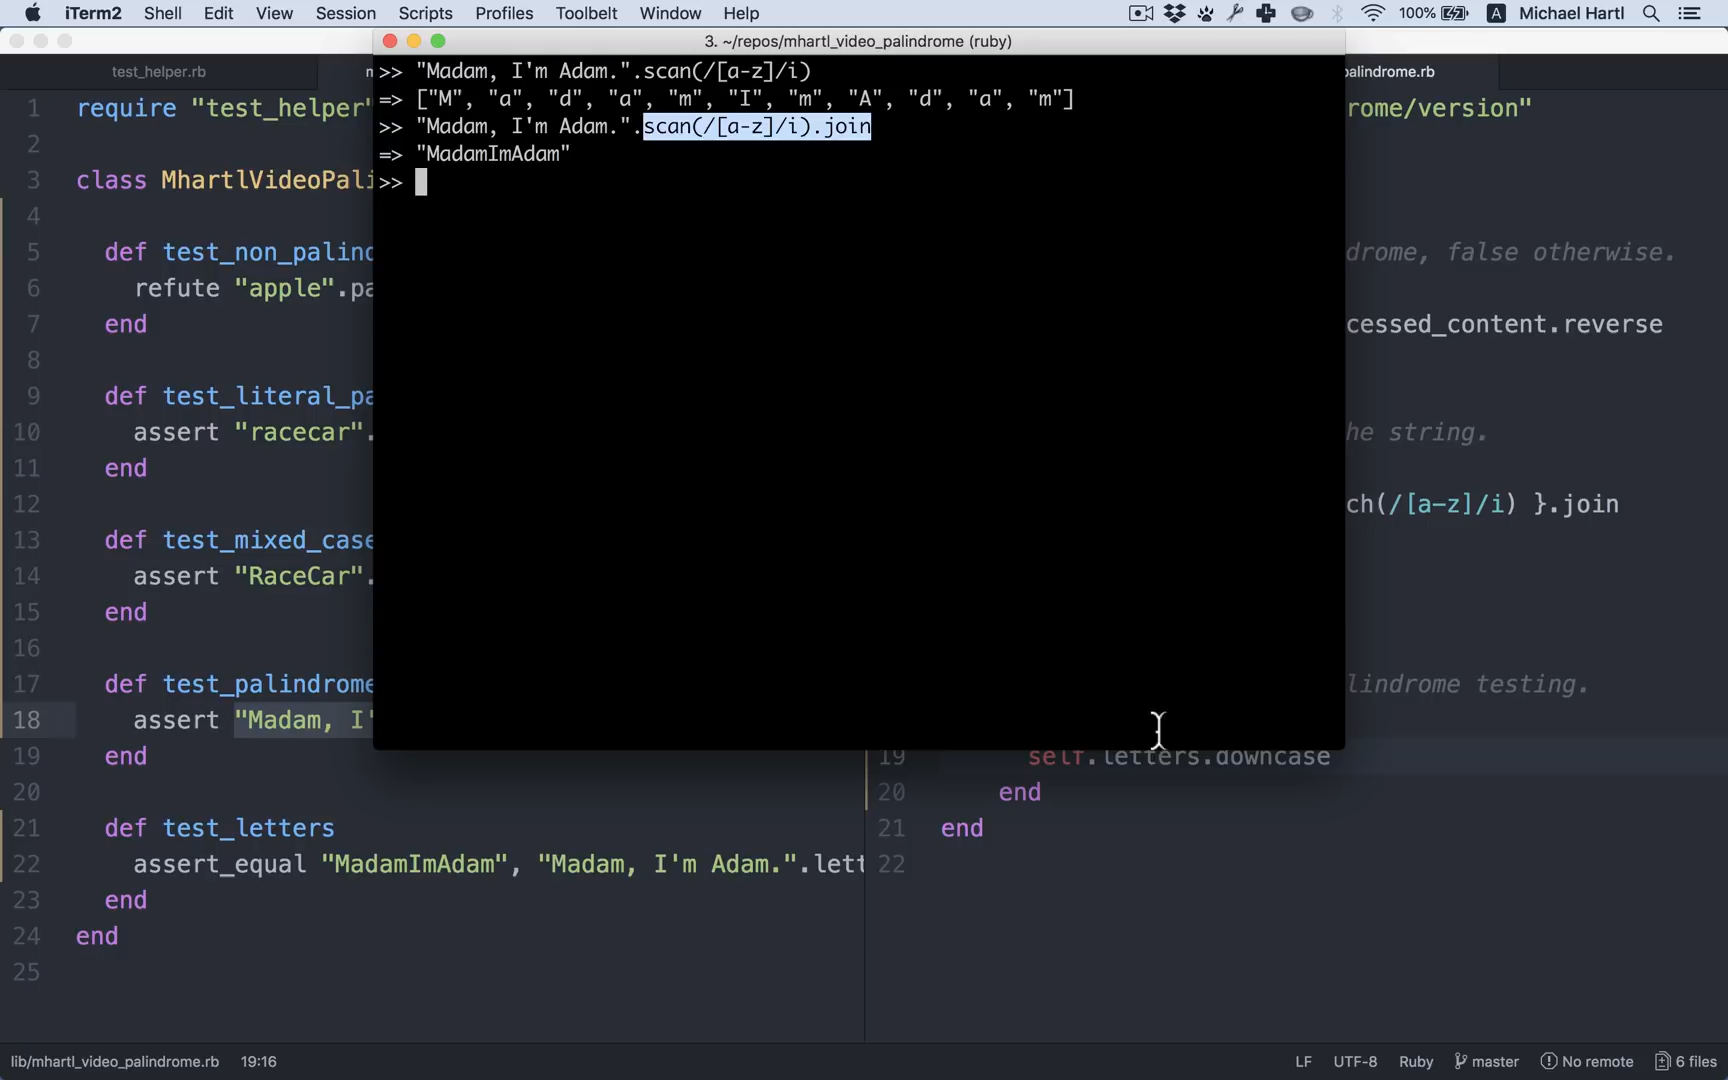 iTerm2 Shell Edit View Session Scripts Profiles Toolbelt Window Help 100% A Michael Hartl
3. ~/repos/mhartl_video_palindrome (ruby)
test_helper.rb
palindrome.rb
>> "Madam, I'm Adam.".scan(/[a-z]/i)
=> ["M", "a", "d", "a", "m", "I", "m", "A", "d", "a", "m"]
>> "Madam, I'm Adam.".scan(/[a-z]/i).join
=> "MadamImAdam"
>>
1 require "test_helper"
2
3 class MhartlVideoPali
4
5 def test_non_palind
6 refute "apple".pa
7 end
8
9 def test_literal_pa
10 assert "racecar".
11 end
12
13 def test_mixed_case
14 assert "RaceCar".
15 end
16
17 def test_palindrome
18 assert "Madam, I'
19 end
20
21 def test_letters
22 assert_equal "MadamImAdam", "Madam, I'm Adam.".lett
23 end
24 end
25
rome/version"
drome, false otherwise.
cessed_content.reverse
he string.
ch(/[a-z]/i) }.join
lindrome testing.
19 self.letters.downcase
20 end
21 end
22
lib/mhartl_video_palindrome.rb 19:16
LF UTF-8 Ruby master No remote 6 files